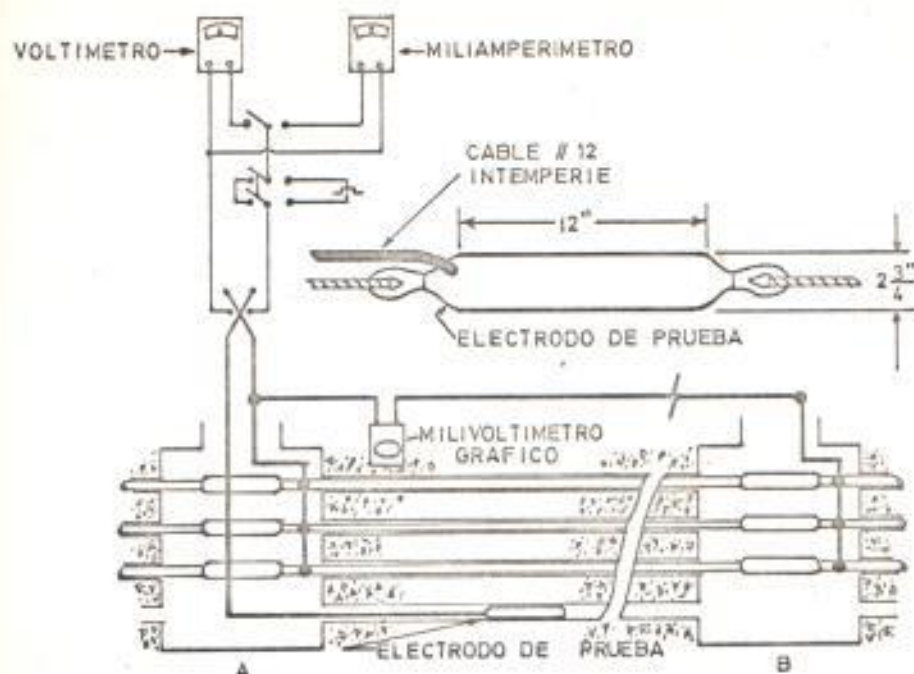 VOLTIMETRO
MILIAMPERIMETRO
CABLE # 12
INTEMPERIE
12"
2 3/4"
ELECTRODO DE PRUEBA
MILIVOLTIMETRO
GRAFICO
ELECTRODO DE PRUEBA
A
B